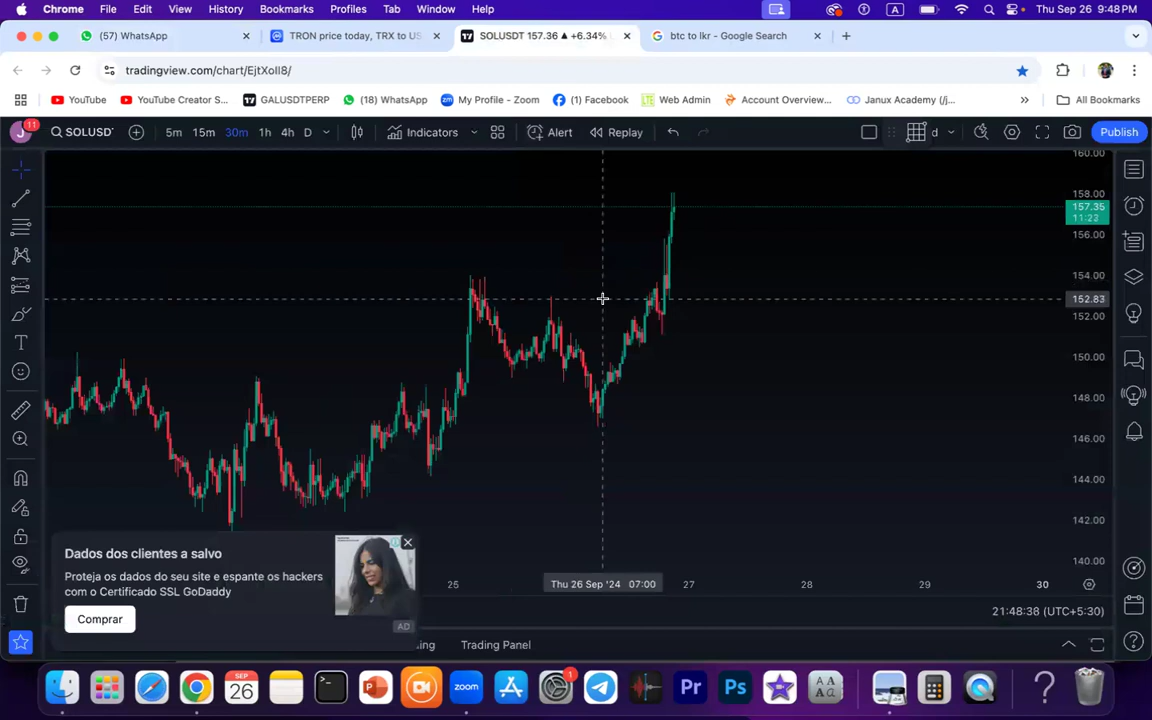 Chrome File Edit View History Bookmarks Profiles Tab Window Help A Thu Sep 26 9:48 PM
(57) WhatsApp TRON price today, TRX to US SOLUSDT 157.36 ▲ +6.34% btc to lkr - Google Search
tradingview.com/chart/EjtXoIl8/
YouTube YouTube Creator S... GALUSDTPERP (18) WhatsApp My Profile - Zoom (1) Facebook Web Admin Account Overview... Janux Academy (/j... » All Bookmarks
J 11 SOLUSD 5m 15m 30m 1h 4h D Indicators Alert Replay d Publish
160.00
158.00
157.35
11:23
156.00
154.00
152.83
152.00
150.00
148.00
146.00
144.00
142.00
140.00
Dados dos clientes a salvo
Proteja os dados do seu site e espante os hackers
com o Certificado SSL GoDaddy
Comprar
AD
25 Thu 26 Sep '24 07:00 27 28 29 30
21:48:38 (UTC+5:30)
Trading Panel
SEP
26
zoom
1
Pr
Ps